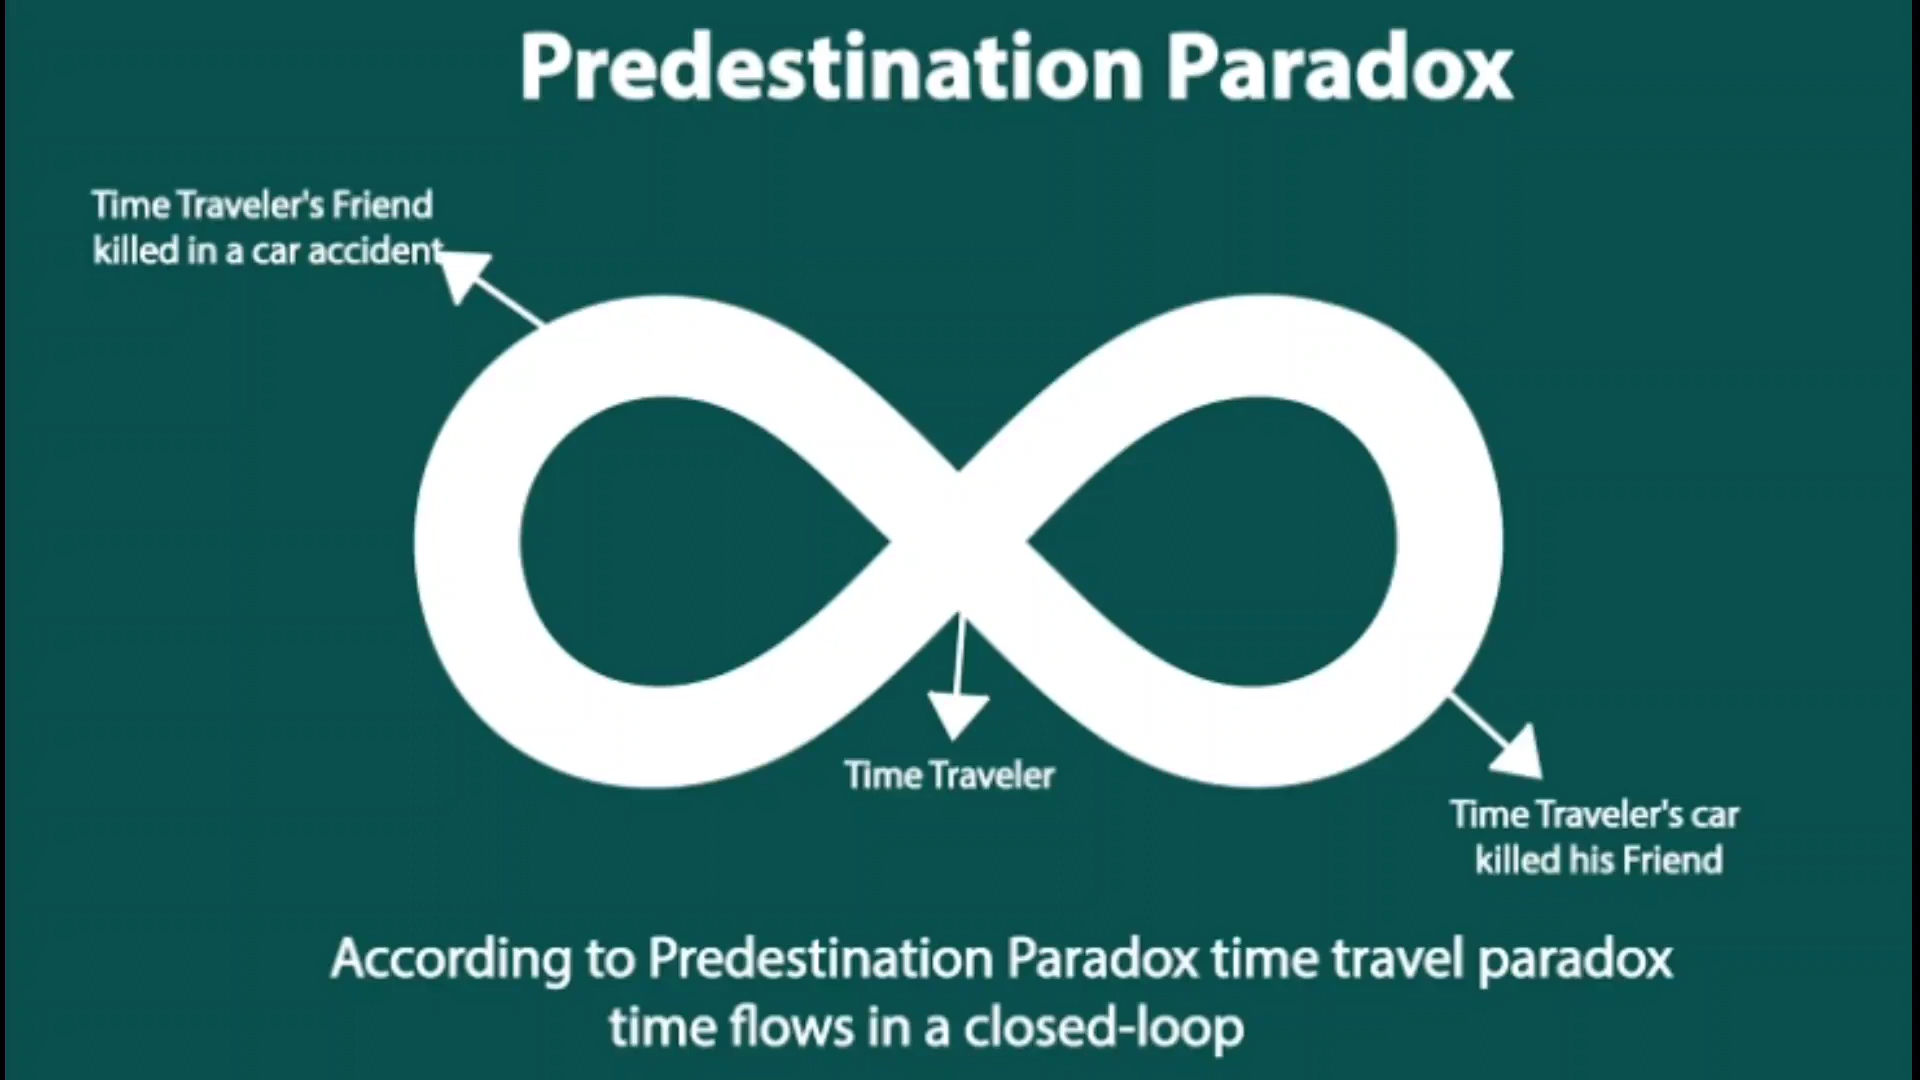 Predestination Paradox
Time Traveler's Friend
killed in a car accident
Time Traveler
Time Traveler's car
killed his Friend
According to Predestination Paradox time travel paradox
time flows in a closed-loop